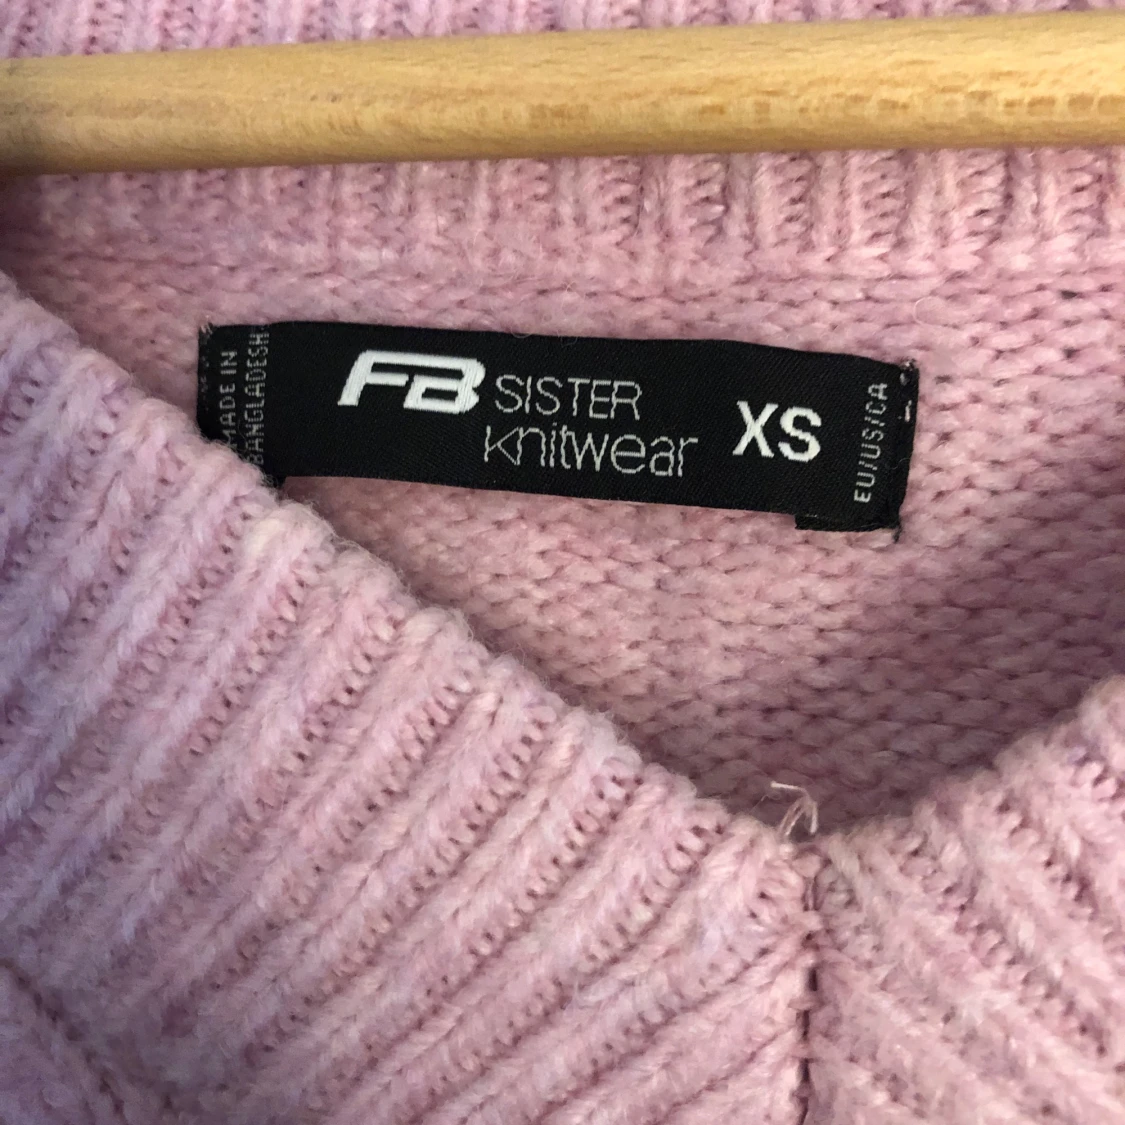 MADE IN
BANGLADESH
FB SISTER
knitwear
XS
EU/US/CA